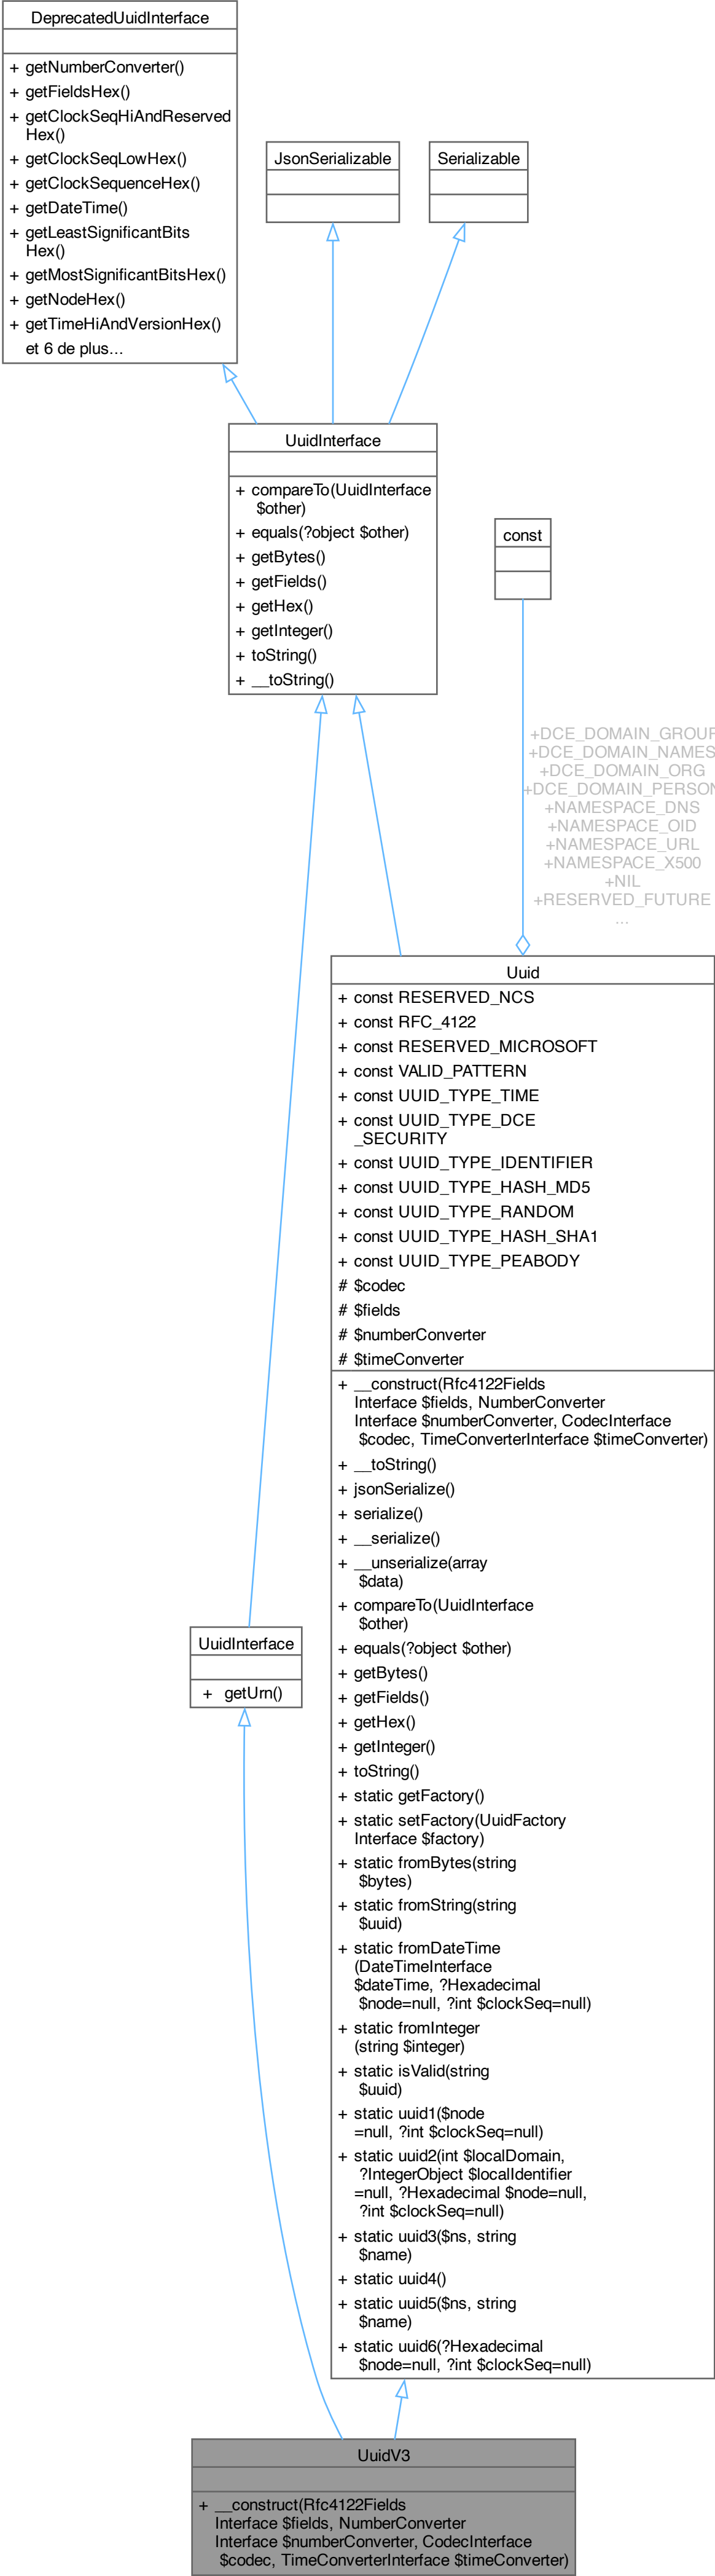 DeprecatedUuidInterface
+ getNumberConverter()
+ getFieldsHex()
+ getClockSeqHiAndReserved
Hex()
+ getClockSeqLowHex()
+ getClockSequenceHex()
+ getDateTime()
+ getLeastSignificantBits
Hex()
+ getMostSignificantBitsHex()
+ getNodeHex()
+ getTimeHiAndVersionHex()
et 6 de plus...
JsonSerializable
Serializable
UuidInterface
+ compareTo(UuidInterface
$other)
+ equals(?object $other)
+ getBytes()
+ getFields()
+ getHex()
+ getInteger()
+ toString()
+ __toString()
const
+DCE_DOMAIN_GROUP
+DCE_DOMAIN_NAMES
+DCE_DOMAIN_ORG
+DCE_DOMAIN_PERSON
+NAMESPACE_DNS
+NAMESPACE_OID
+NAMESPACE_URL
+NAMESPACE_X500
+NIL
+RESERVED_FUTURE
...
Uuid
+ const RESERVED_NCS
+ const RFC_4122
+ const RESERVED_MICROSOFT
+ const VALID_PATTERN
+ const UUID_TYPE_TIME
+ const UUID_TYPE_DCE
_SECURITY
+ const UUID_TYPE_IDENTIFIER
+ const UUID_TYPE_HASH_MD5
+ const UUID_TYPE_RANDOM
+ const UUID_TYPE_HASH_SHA1
+ const UUID_TYPE_PEABODY
# $codec
# $fields
# $numberConverter
# $timeConverter
+ __construct(Rfc4122Fields
Interface $fields, NumberConverter
Interface $numberConverter, CodecInterface
$codec, TimeConverterInterface $timeConverter)
+ __toString()
+ jsonSerialize()
+ serialize()
+ __serialize()
+ __unserialize(array
$data)
+ compareTo(UuidInterface
$other)
+ equals(?object $other)
+ getBytes()
+ getFields()
+ getHex()
+ getInteger()
+ toString()
+ static getFactory()
+ static setFactory(UuidFactory
Interface $factory)
+ static fromBytes(string
$bytes)
+ static fromString(string
$uuid)
+ static fromDateTime
(DateTimeInterface
$dateTime, ?Hexadecimal
$node=null, ?int $clockSeq=null)
+ static fromInteger
(string $integer)
+ static isValid(string
$uuid)
+ static uuid1($node
=null, ?int $clockSeq=null)
+ static uuid2(int $localDomain,
?IntegerObject $localIdentifier
=null, ?Hexadecimal $node=null,
?int $clockSeq=null)
+ static uuid3($ns, string
$name)
+ static uuid4()
+ static uuid5($ns, string
$name)
+ static uuid6(?Hexadecimal
$node=null, ?int $clockSeq=null)
UuidInterface
+ getUrn()
UuidV3
+ __construct(Rfc4122Fields
Interface $fields, NumberConverter
Interface $numberConverter, CodecInterface
$codec, TimeConverterInterface $timeConverter)